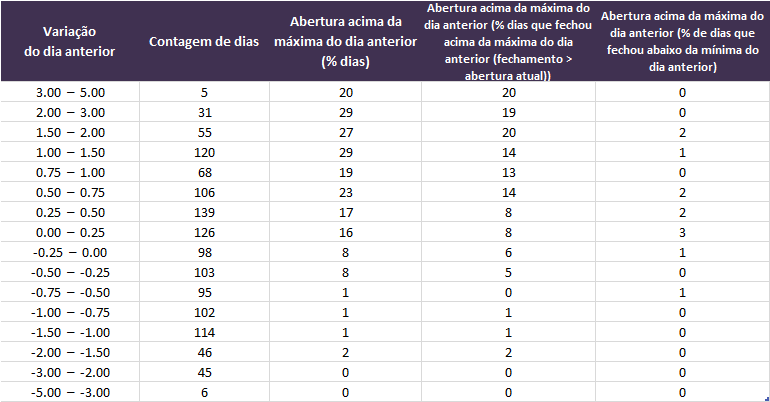 Variação do dia anterior | Contagem de dias | Abertura acima da máxima do dia anterior (% dias) | Abertura acima da máxima do dia anterior (% dias que fechou acima da máxima do dia anterior (fechamento > abertura atual)) | Abertura acima da máxima do dia anterior (% de dias que fechou abaixo da mínima do dia anterior)
3.00 – 5.00 | 5 | 20 | 20 | 0
2.00 – 3.00 | 31 | 29 | 19 | 0
1.50 – 2.00 | 55 | 27 | 20 | 2
1.00 – 1.50 | 120 | 29 | 14 | 1
0.75 – 1.00 | 68 | 19 | 13 | 0
0.50 – 0.75 | 106 | 23 | 14 | 2
0.25 – 0.50 | 139 | 17 | 8 | 2
0.00 – 0.25 | 126 | 16 | 8 | 3
-0.25 – 0.00 | 98 | 8 | 6 | 1
-0.50 – -0.25 | 103 | 8 | 5 | 0
-0.75 – -0.50 | 95 | 1 | 0 | 1
-1.00 – -0.75 | 102 | 1 | 1 | 0
-1.50 – -1.00 | 114 | 1 | 1 | 0
-2.00 – -1.50 | 46 | 2 | 2 | 0
-3.00 – -2.00 | 45 | 0 | 0 | 0
-5.00 – -3.00 | 6 | 0 | 0 | 0